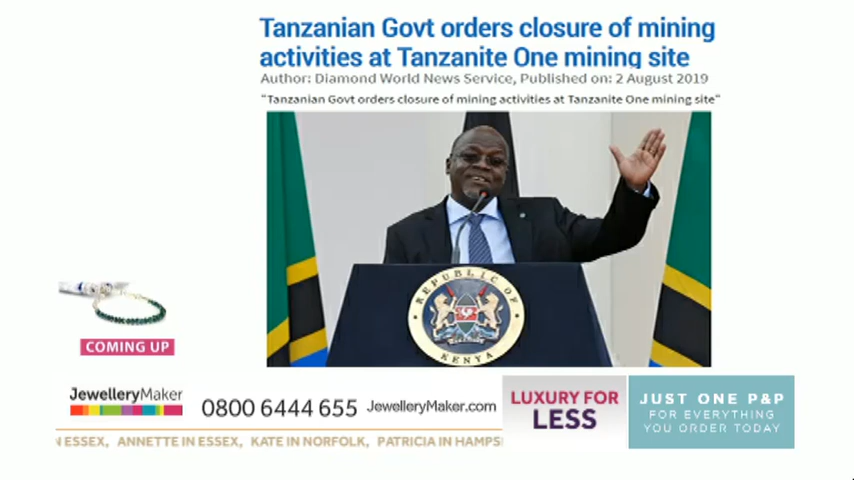 Tanzanian Govt orders closure of mining
activities at Tanzanite One mining site
Author: Diamond World News Service, Published on: 2 August 2019
"Tanzanian Govt orders closure of mining activities at Tanzanite One mining site"
REPUBLIC OF
KENYA
COMING UP
JewelleryMaker
0800 6444 655
JewelleryMaker.com
LUXURY FOR
LESS
JUST ONE P&P
FOR EVERYTHING
YOU ORDER TODAY
N ESSEX, ANNETTE IN ESSEX, KATE IN NORFOLK, PATRICIA IN HAMPS